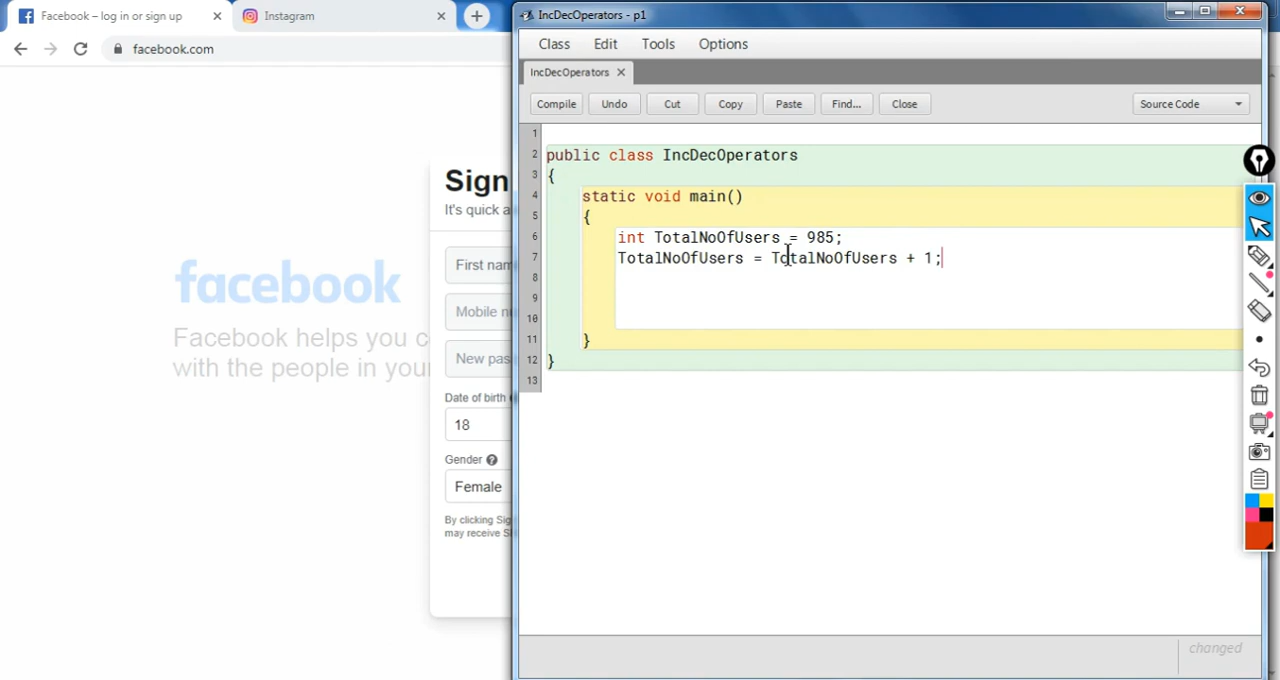 Facebook – log in or sign up
Instagram
facebook.com
facebook
Facebook helps you c
with the people in your
Sign
It's quick a
First nam
Mobile nu
New pas
Date of birth
18
Gender
Female
By clicking Sig
may receive S
IncDecOperators - p1
Class Edit Tools Options
IncDecOperators
Compile Undo Cut Copy Paste Find... Close Source Code
1
2 public class IncDecOperators
3 {
4 static void main()
5 {
6 int TotalNoOfUsers = 985;
7 TotalNoOfUsers = TotalNoOfUsers + 1;
8
9
10
11 }
12 }
13
changed